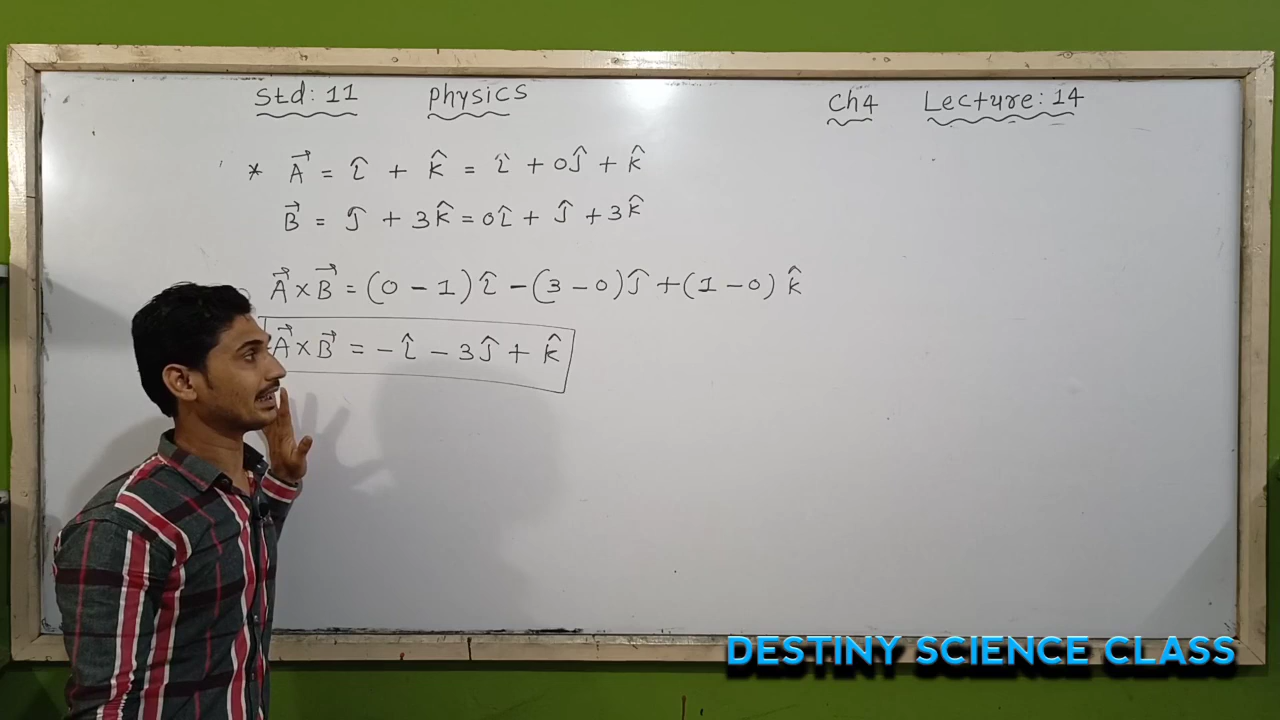 Std: 11 Physics Ch4 Lecture: 14
* A⃗ = î + k̂ = î + 0ĵ + k̂
B⃗ = ĵ + 3k̂ = 0î + ĵ + 3k̂
A⃗ × B⃗ = (0 - 1) î - (3 - 0) ĵ + (1 - 0) k̂
A⃗ × B⃗ = - î - 3ĵ + k̂
DESTINY SCIENCE CLASS